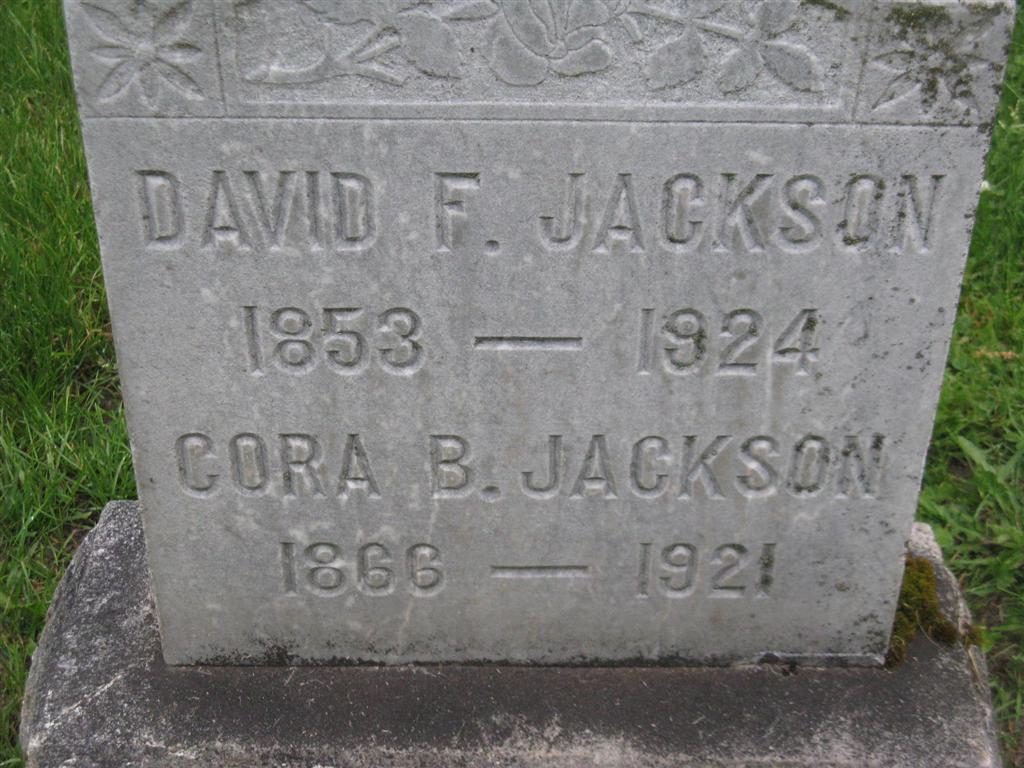 DAVID F. JACKSON
1853 — 1924
CORA B. JACKSON
1866 — 1921